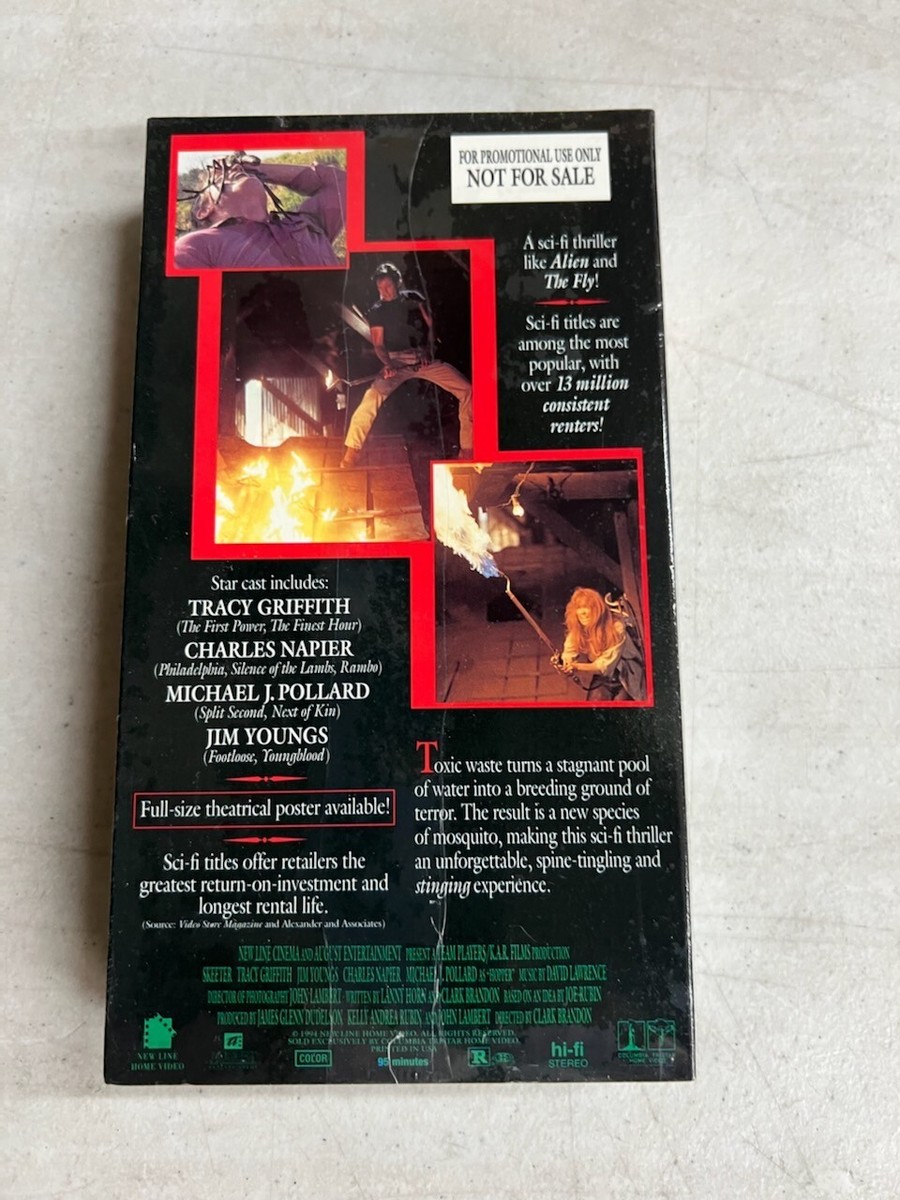 FOR PROMOTIONAL USE ONLY
NOT FOR SALE
A sci-fi thriller
like Alien and
The Fly!
Sci-fi titles are
among the most
popular, with
over 13 million
consistent
renters!
Star cast includes:
TRACY GRIFFITH
(The First Power, The Finest Hour)
CHARLES NAPIER
(Philadelphia, Silence of the Lambs, Rambo)
MICHAEL J. POLLARD
(Split Second, Next of Kin)
JIM YOUNGS
(Footloose, Youngblood)
Full-size theatrical poster available!
Sci-fi titles offer retailers the
greatest return-on-investment and
longest rental life.
(Source: Video Store Magazine and Alexander and Associates)
Toxic waste turns a stagnant pool
of water into a breeding ground of
terror. The result is a new species
of mosquito, making this sci-fi thriller
an unforgettable, spine-tingling and
stinging experience.
NEW LINE CINEMA AND AUGUST ENTERTAINMENT PRESENT A TEAM PLAYERS/K.A.R. FILMS PRODUCTION
SKEETER TRACY GRIFFITH JIM YOUNGS CHARLES NAPIER MICHAEL J. POLLARD AS "HOPPER" MUSIC BY DAVID LAWRENCE
DIRECTOR OF PHOTOGRAPHY JOHN LAMBERT WRITTEN BY LANNY HORN AND CLARK BRANDON BASED ON AN IDEA BY JOE RUBIN
PRODUCED BY JAMES GLENN DUDELSON KELLY ANDREA RUBIN AND JOHN LAMBERT DIRECTED BY CLARK BRANDON
© 1994 NEW LINE HOME VIDEO. ALL RIGHTS RESERVED.
SOLD EXCLUSIVELY BY COLUMBIA TRISTAR HOME VIDEO.
PRINTED IN USA
NEW LINE
HOME VIDEO
COLOR
95 minutes
R
hi-fi
STEREO
COLUMBIA TRISTAR
HOME VIDEO